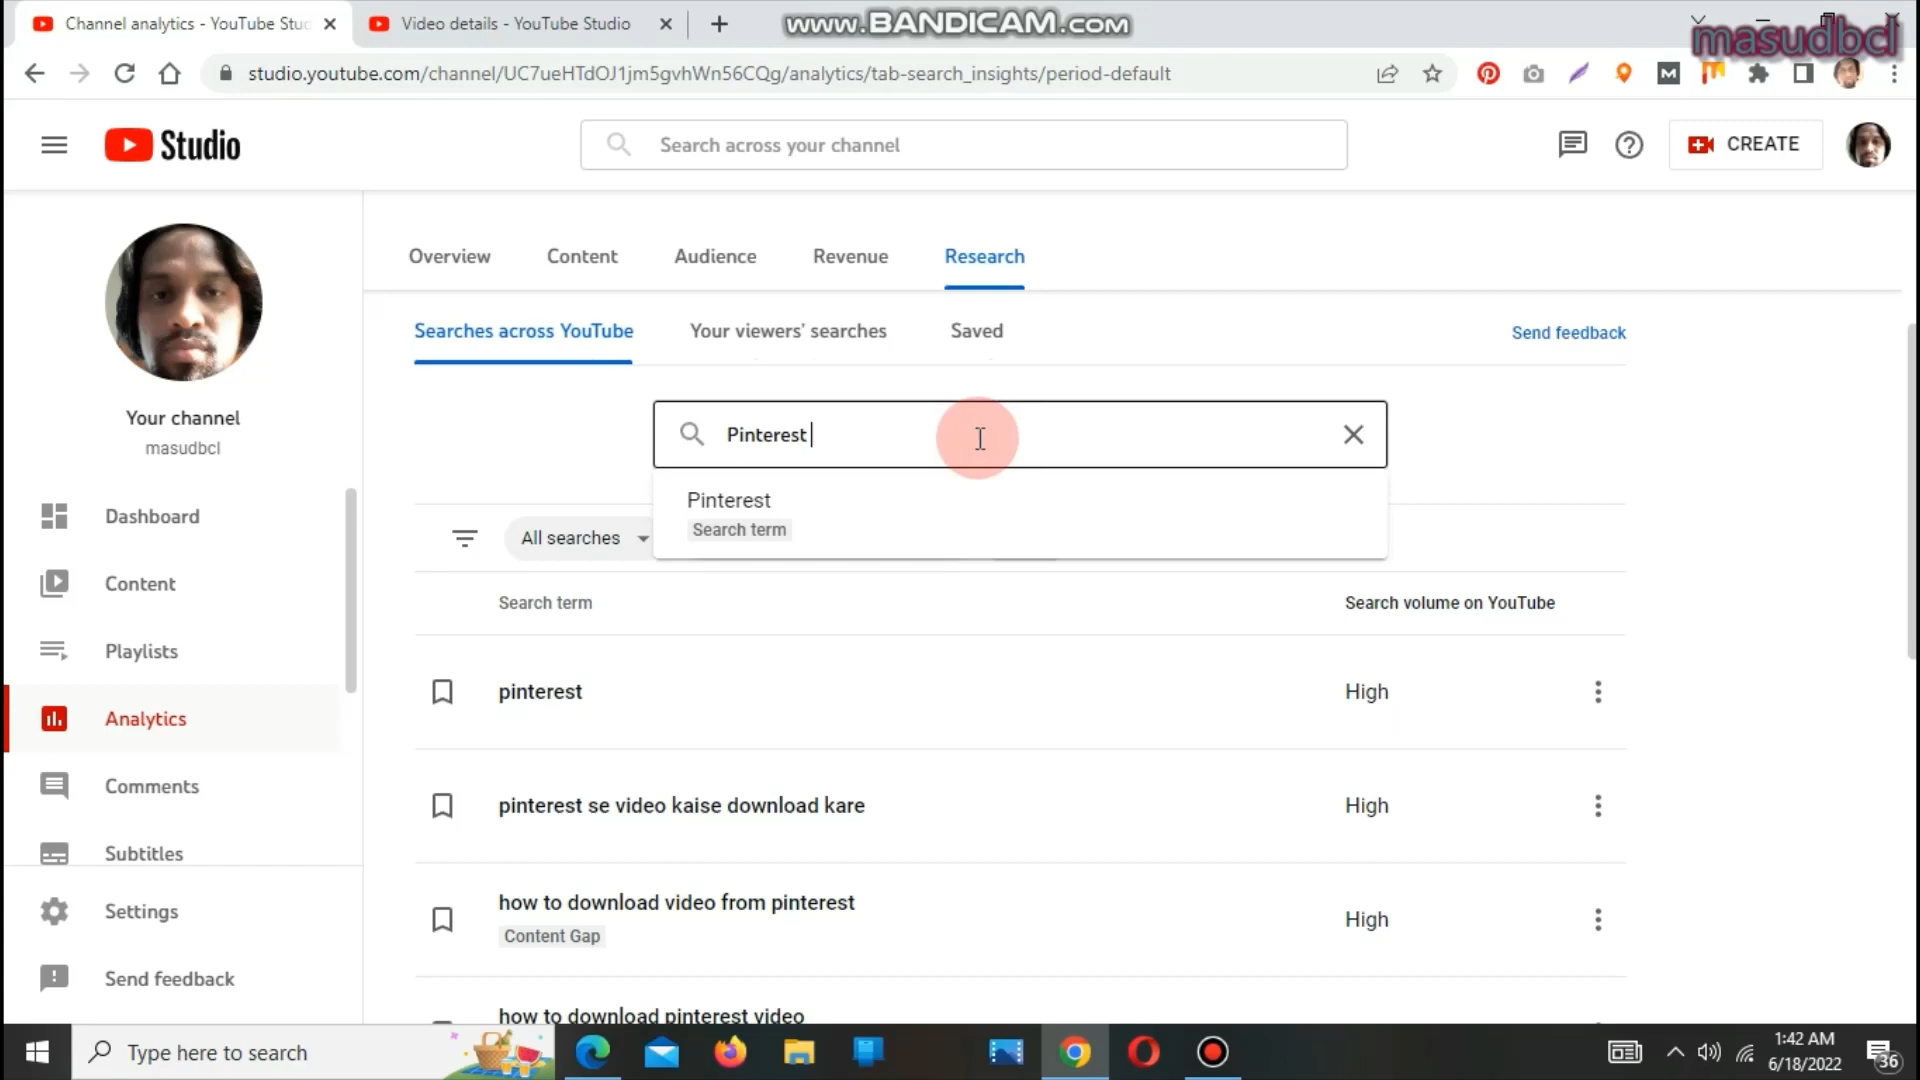 Channel analytics - YouTube Stud
Video details - YouTube Studio
www.BANDICAM.com
masudbcl
studio.youtube.com/channel/UC7ueHTdOJ1jm5gvhWn56CQg/analytics/tab-search_insights/period-default
Studio
Search across your channel
CREATE
Overview
Content
Audience
Revenue
Research
Searches across YouTube
Your viewers' searches
Saved
Send feedback
Your channel
masudbcl
Pinterest
Pinterest
Search term
All searches
Search term
Search volume on YouTube
pinterest
High
pinterest se video kaise download kare
High
how to download video from pinterest
Content Gap
High
how to download pinterest video
Dashboard
Content
Playlists
Analytics
Comments
Subtitles
Settings
Send feedback
Type here to search
1:42 AM
6/18/2022
36